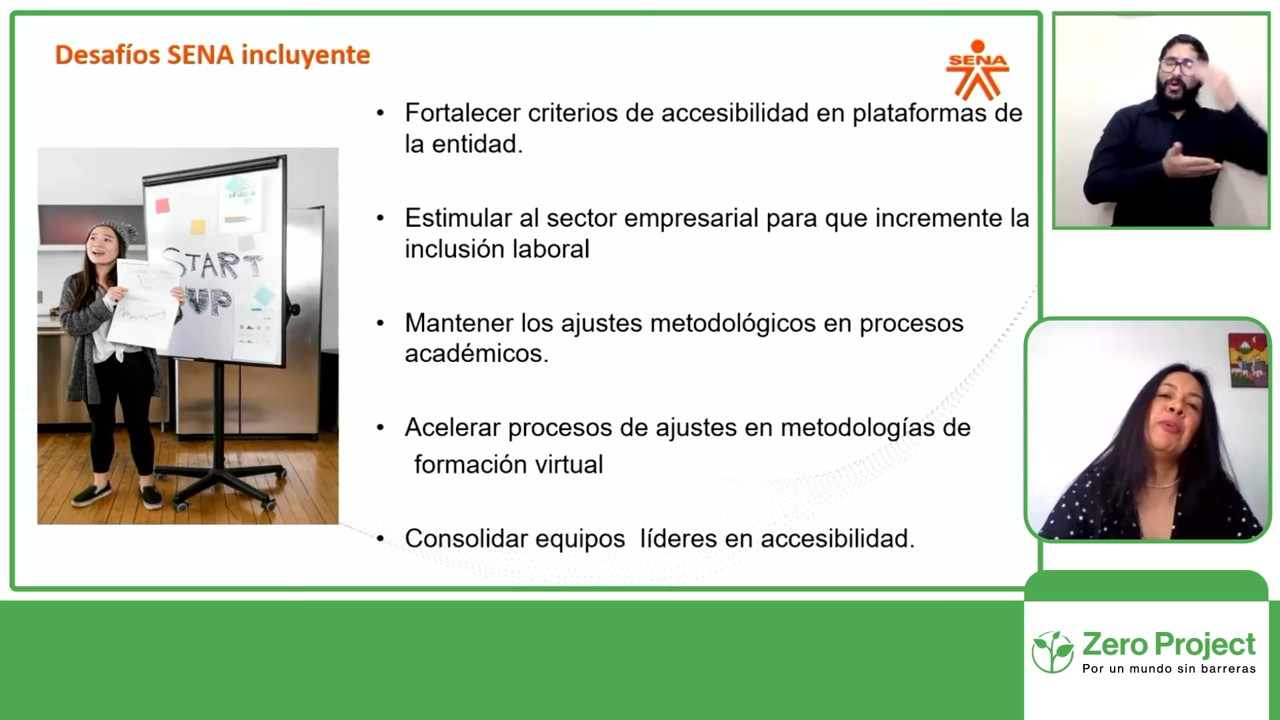 Desafíos SENA incluyente
SENA
• Fortalecer criterios de accesibilidad en plataformas de
la entidad.
• Estimular al sector empresarial para que incremente la
inclusión laboral
• Mantener los ajustes metodológicos en procesos
académicos.
• Acelerar procesos de ajustes en metodologías de
formación virtual
• Consolidar equipos líderes en accesibilidad.
START
UP
Zero Project
Por un mundo sin barreras